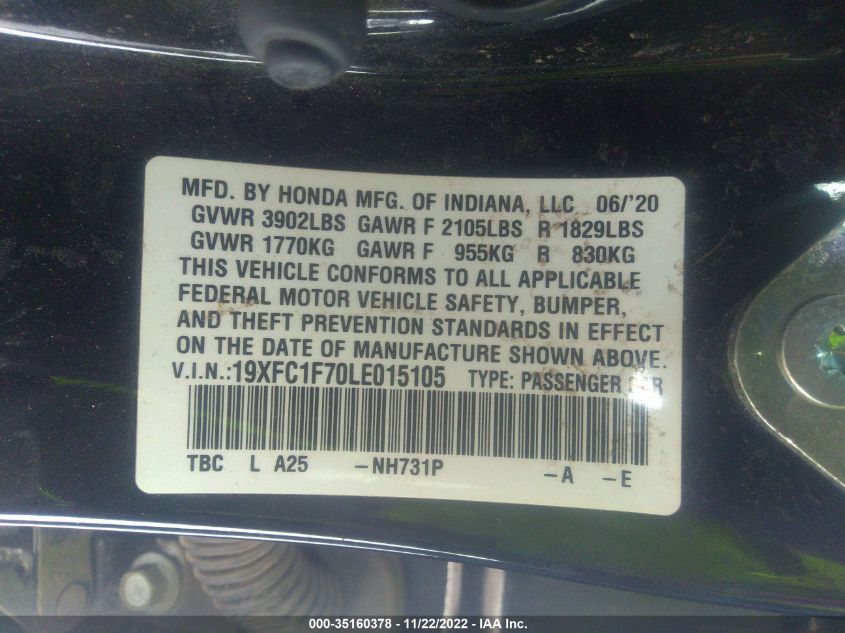 MFD. BY HONDA MFG. OF INDIANA, LLC 06/'20
GVWR 3902LBS GAWR F 2105LBS R 1829LBS
GVWR 1770KG GAWR F 955KG R 830KG
THIS VEHICLE CONFORMS TO ALL APPLICABLE
FEDERAL MOTOR VEHICLE SAFETY, BUMPER,
AND THEFT PREVENTION STANDARDS IN EFFECT
ON THE DATE OF MANUFACTURE SHOWN ABOVE.
V.I.N.:19XFC1F70LE015105 TYPE: PASSENGER CAR
TBC L A25 -NH731P -A -E
000-35160378 - 11/22/2022 - IAA Inc.